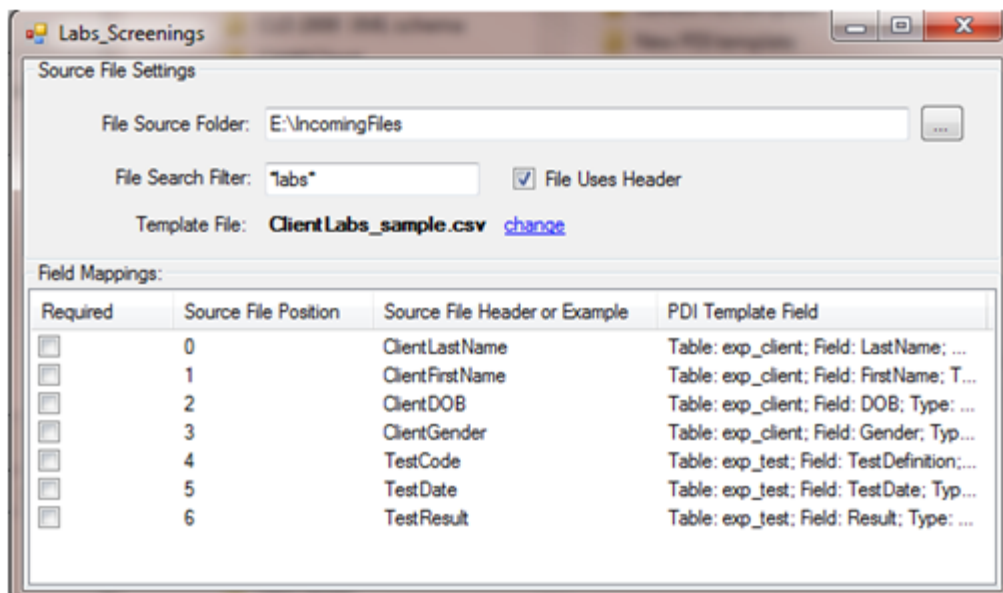 Labs_Screenings
Source File Settings
File Source Folder: E:\IncomingFiles ...
File Search Filter: *labs* File Uses Header
Template File: ClientLabs_sample.csv change
Field Mappings:
Required Source File Position Source File Header or Example PDI Template Field
0 ClientLastName Table: exp_client; Field: LastName; ...
1 ClientFirstName Table: exp_client; Field: FirstName; T...
2 ClientDOB Table: exp_client; Field: DOB; Type: ...
3 ClientGender Table: exp_client; Field: Gender; Typ...
4 TestCode Table: exp_test; Field: TestDefinition;...
5 TestDate Table: exp_test; Field: TestDate; Typ...
6 TestResult Table: exp_test; Field: Result; Type: ...